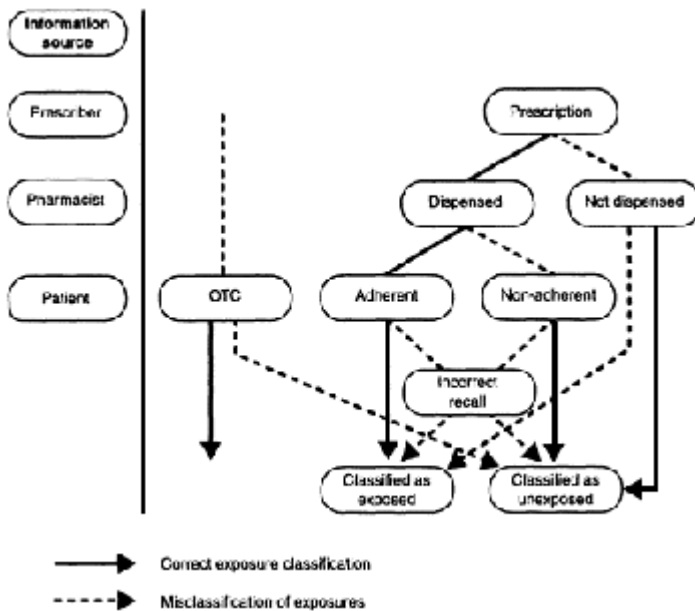 Information
source
Prescriber
Prescription
Pharmacist
Dispensed
Not dispensed
Patient
OTC
Adherent
Non-adherent
Incorrect
recall
Classified as
exposed
Classified as
unexposed
Correct exposure classification
Misclassification of exposures